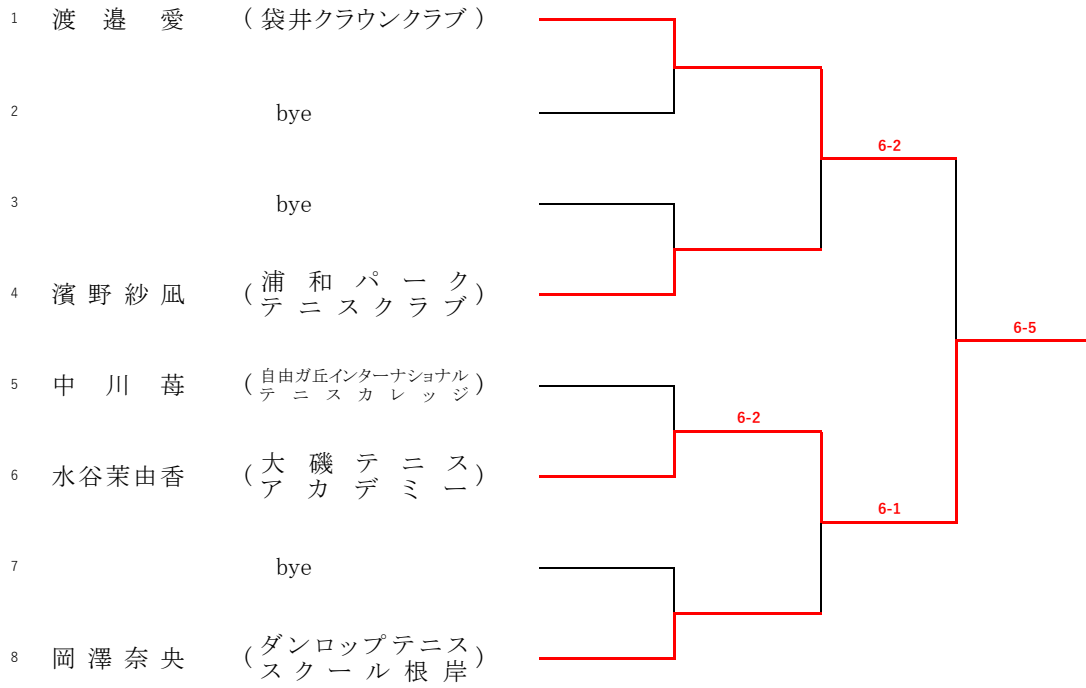 1 渡邉愛 (袋井クラウンクラブ)
2 bye
6-2
3 bye
4 濱野紗凪 (浦和パーク
テニスクラブ)
6-5
5 中川苺 (自由ガ丘インターナショナル
テニスカレッジ)
6-2
6 水谷茉由香 (大磯テニス
アカデミー)
6-1
7 bye
8 岡澤奈央 (ダンロップテニス
スクール根岸)